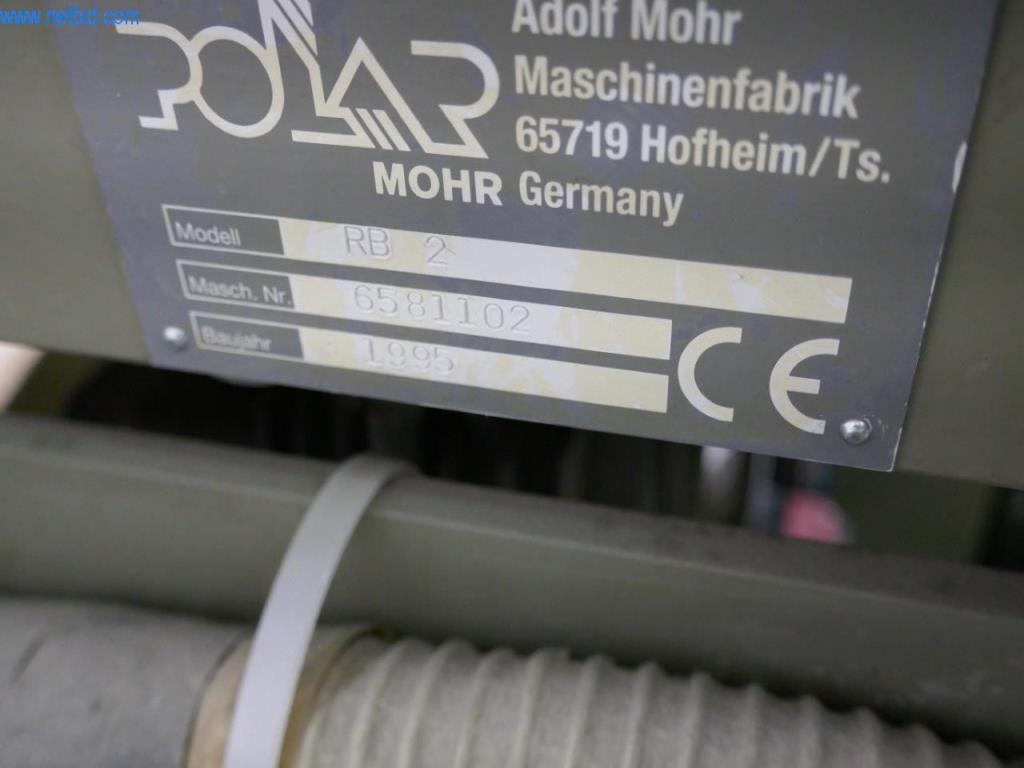 www.netbid.com
POLAR
MOHR
Adolf Mohr
Maschinenfabrik
65719 Hofheim/Ts.
Germany
Modell RB 2
Masch. Nr. 6581102
Baujahr 1995
CE